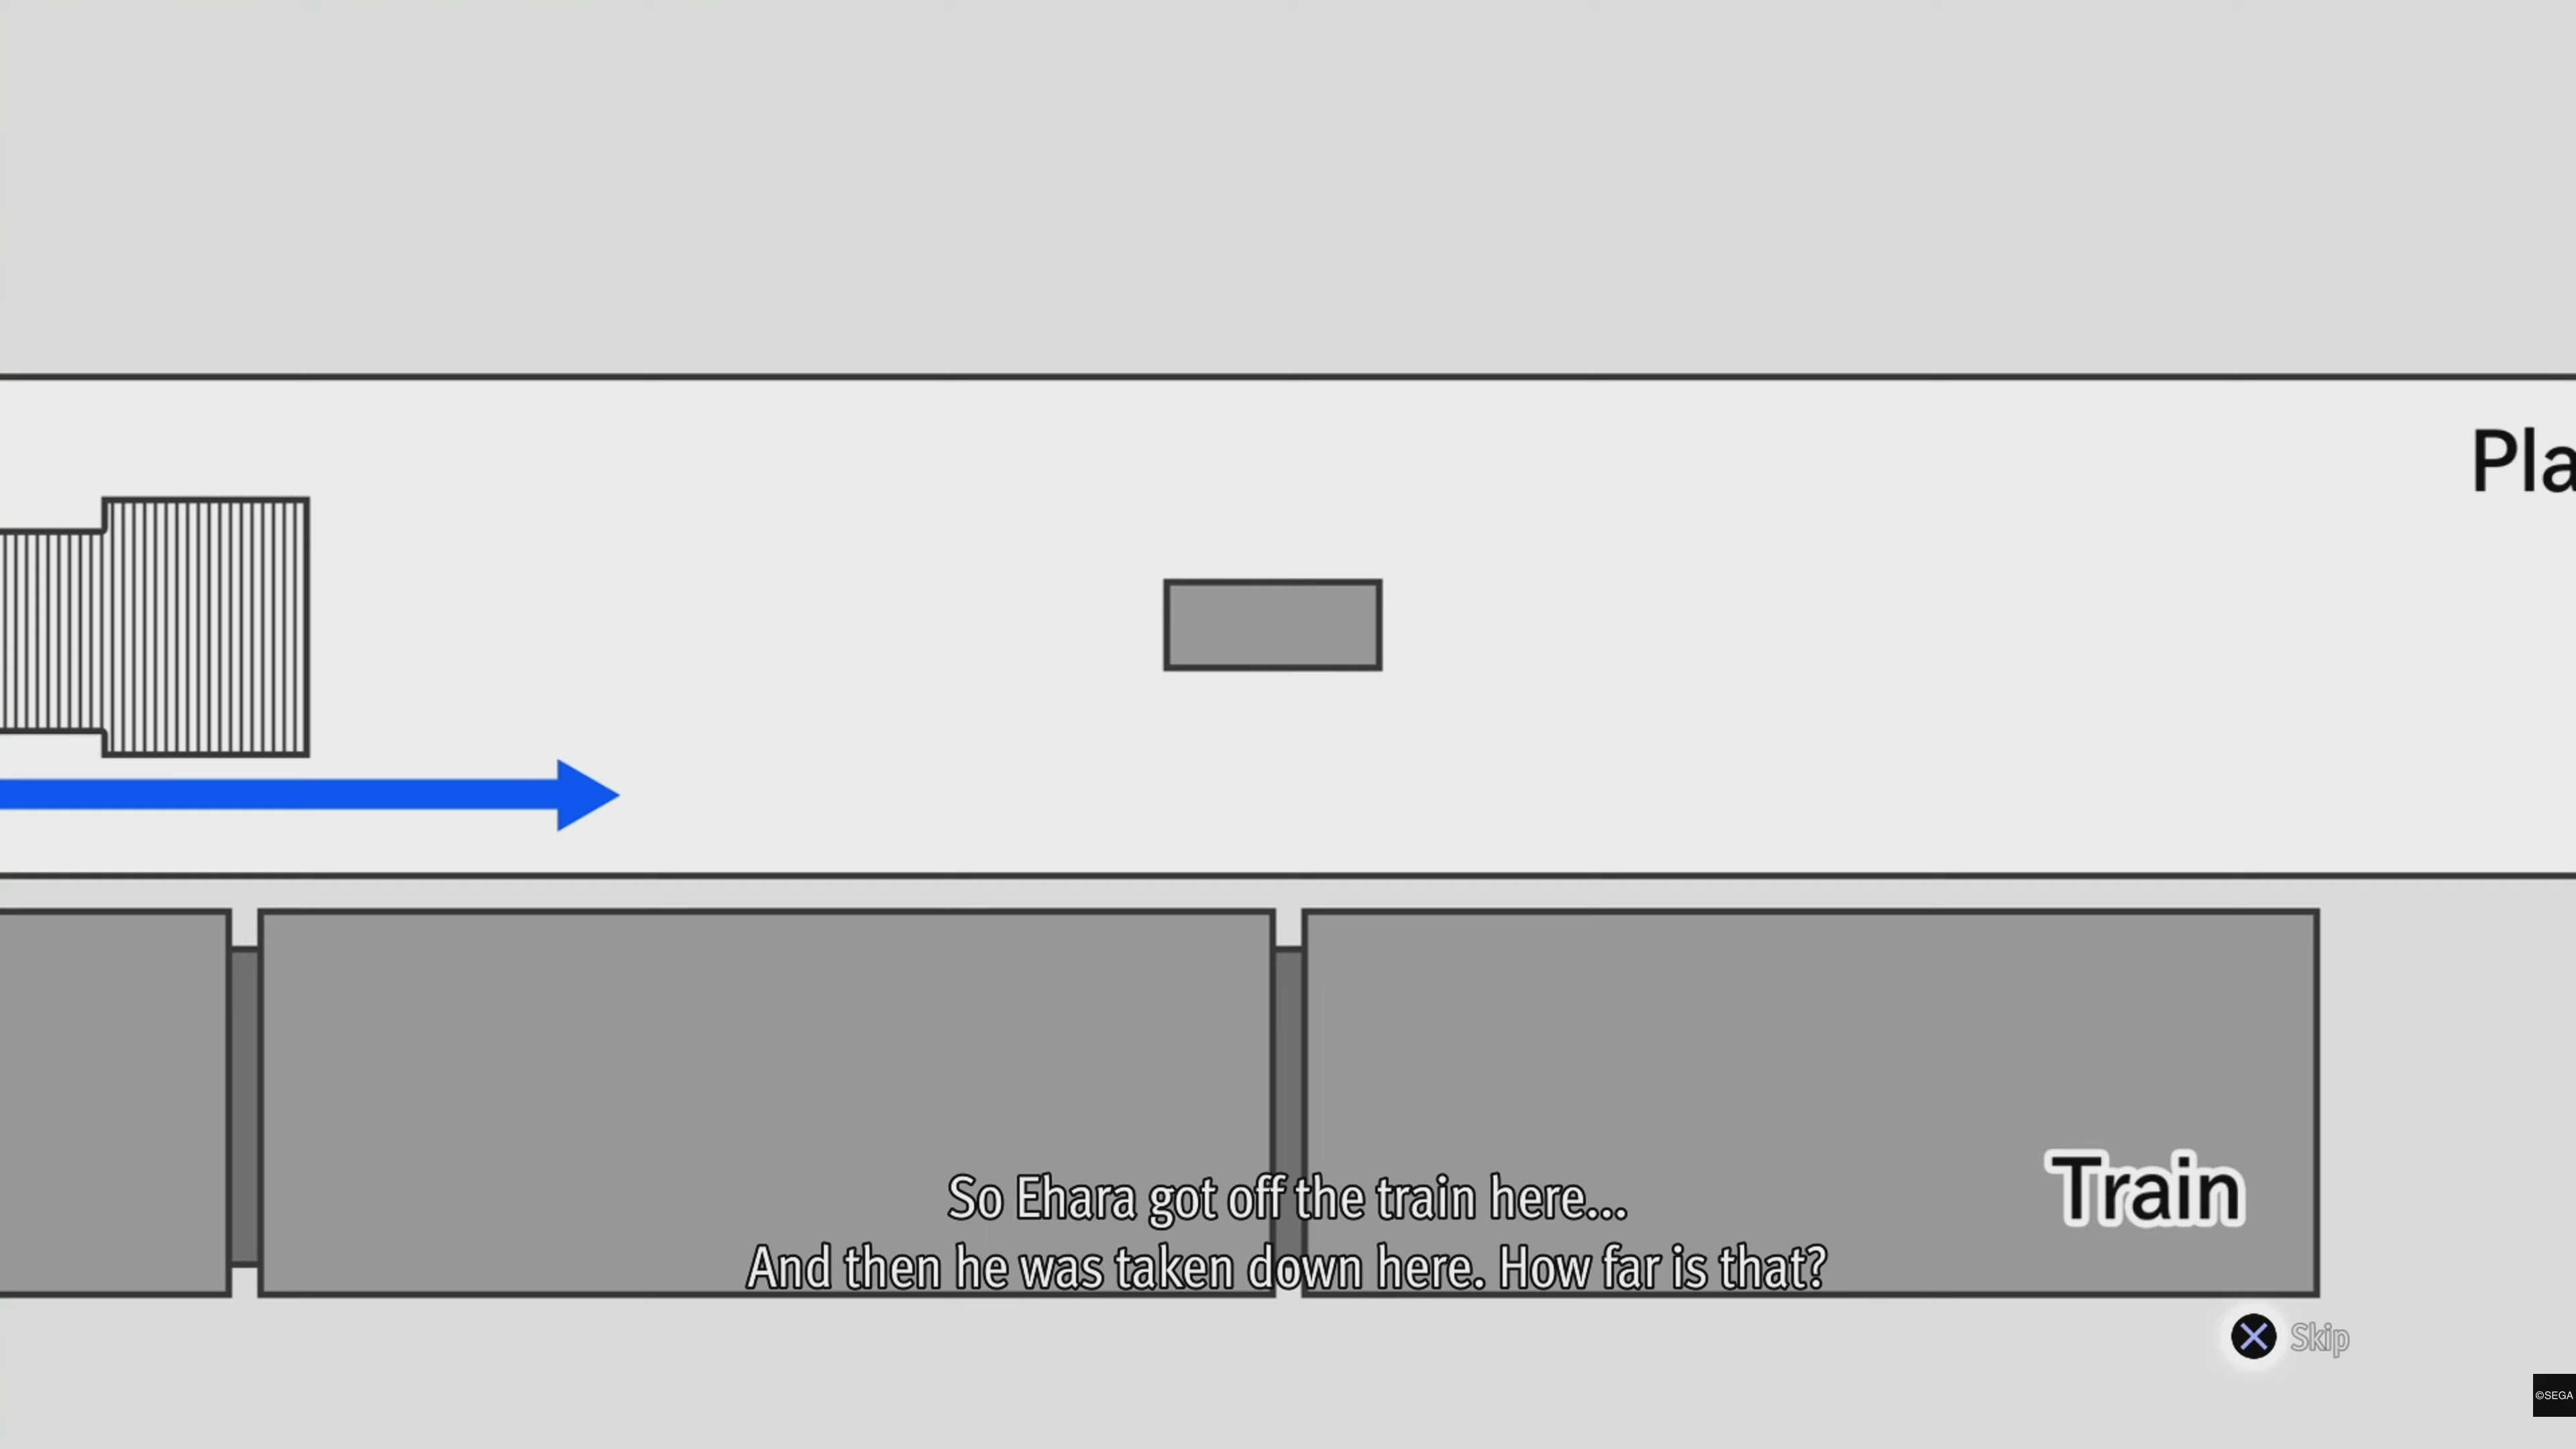 Pla
Train
So Ehara got off the train here...
And then he was taken down here. How far is that?
Skip
©SEGA